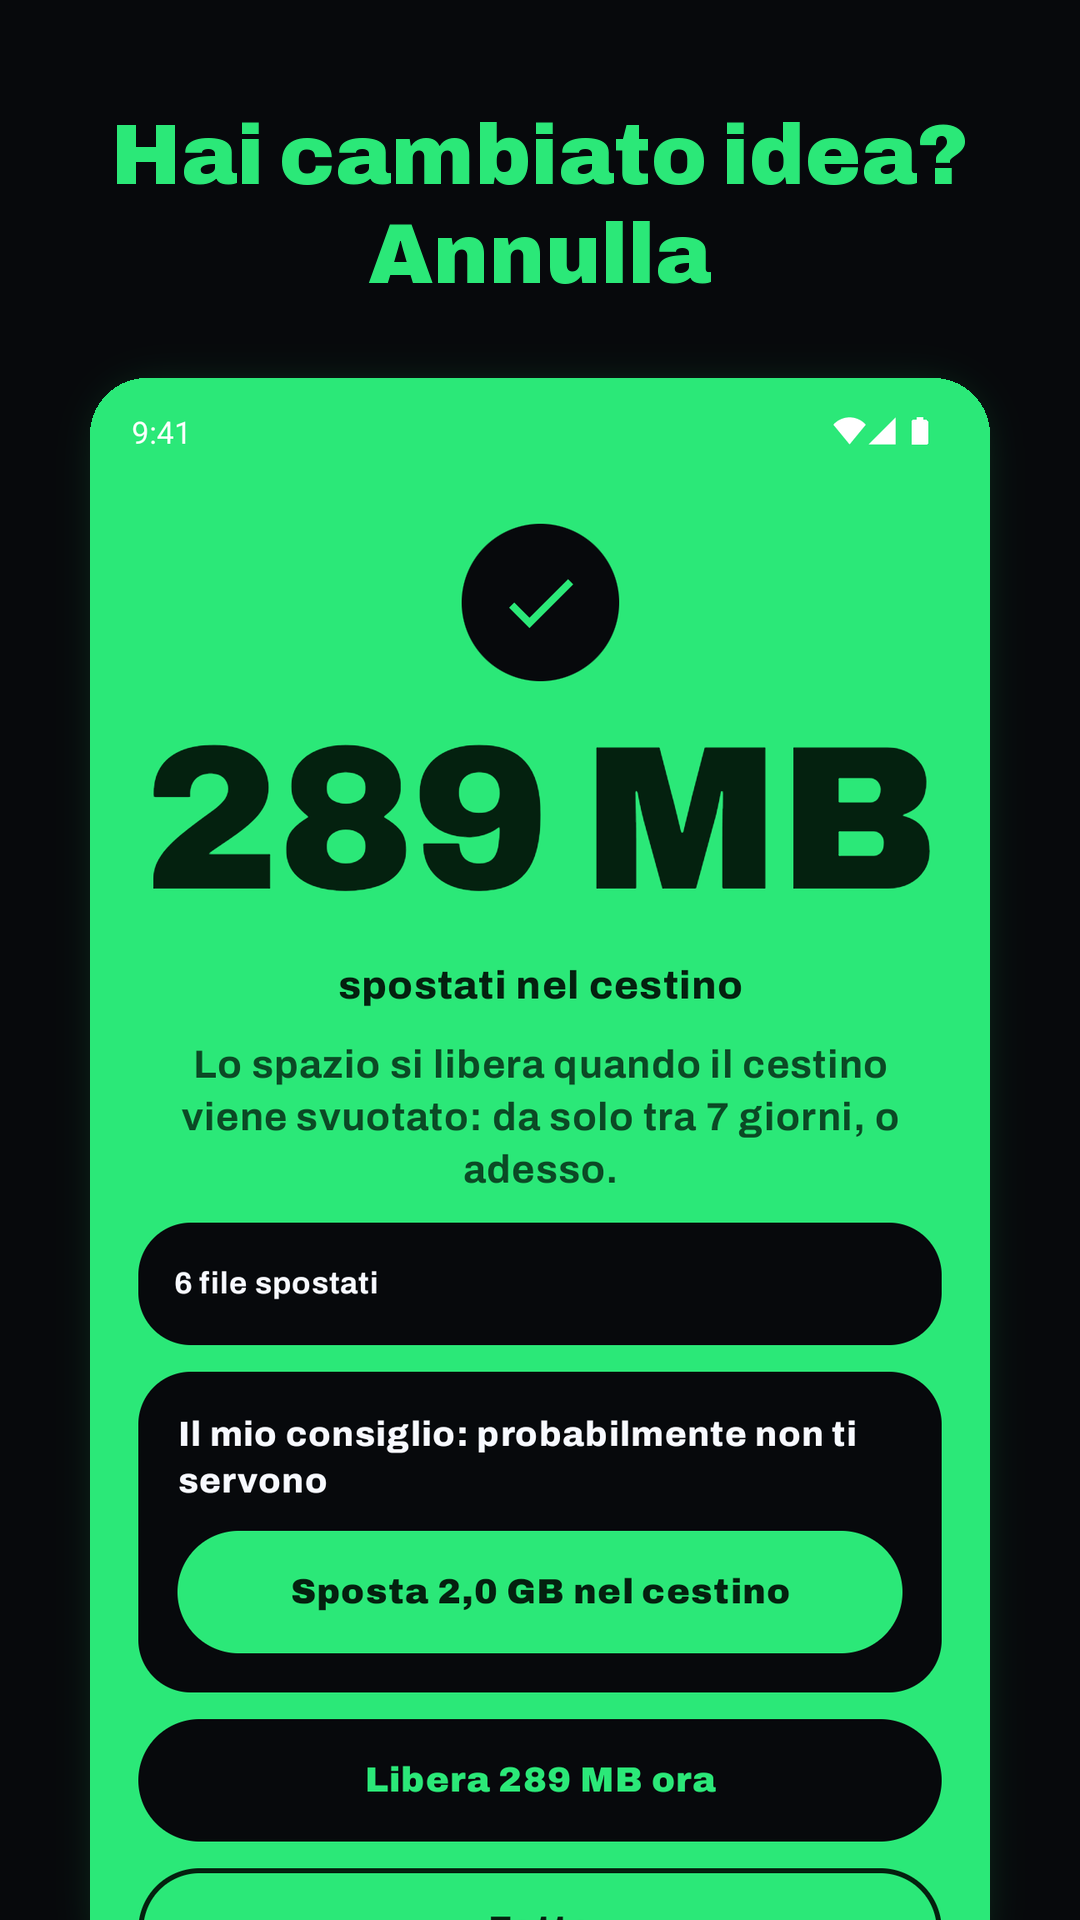 Hai cambiato idea?
Annulla
9:41
289 MB
spostati nel cestino
Lo spazio si libera quando il cestino
viene svuotato: da solo tra 7 giorni, o
adesso.
6 file spostati
Il mio consiglio: probabilmente non ti
servono
Sposta 2,0 GB nel cestino
Libera 289 MB ora